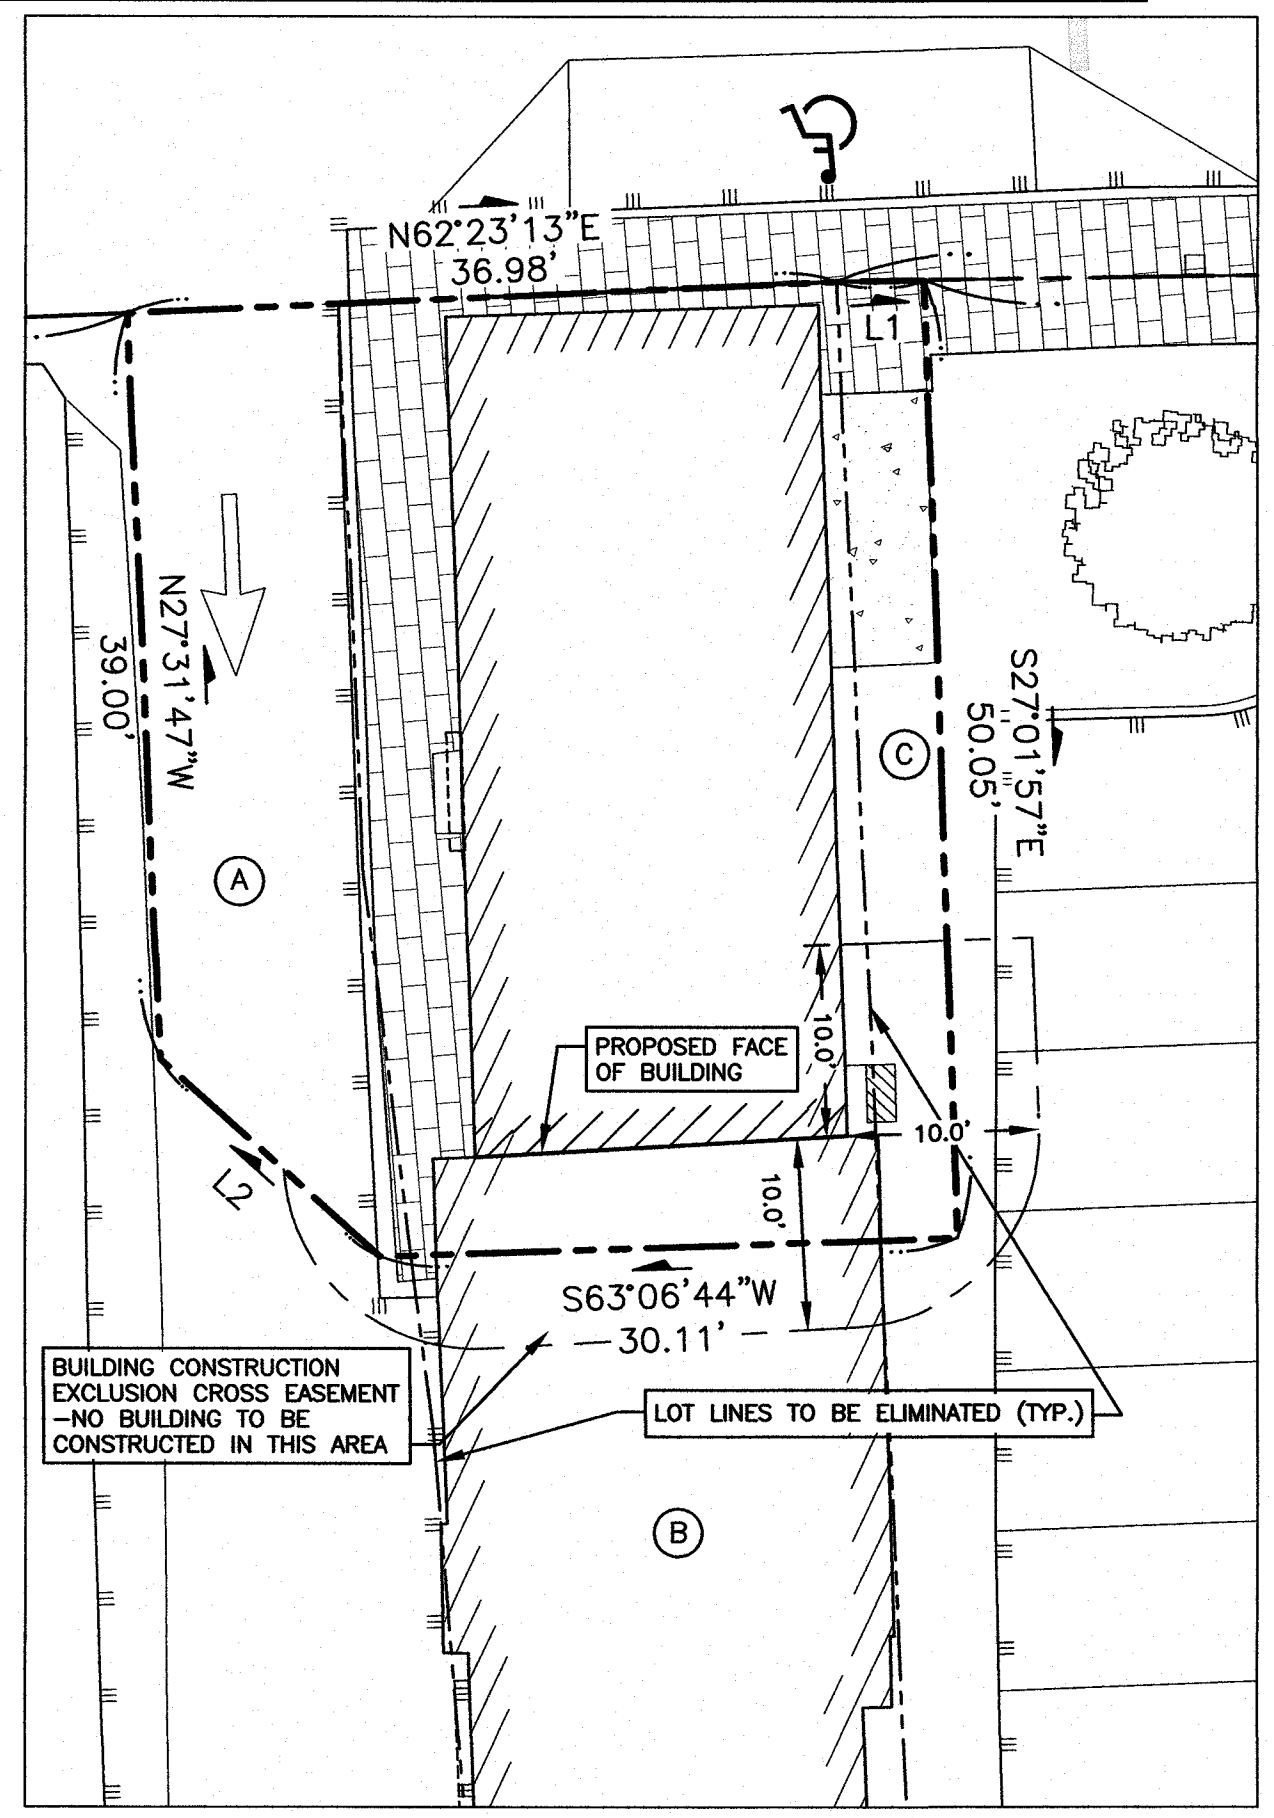 N62°23'13"E
36.98'
L1
N27°31'47"W
39.00'
S27°01'57"E
50.05'
C
A
PROPOSED FACE
OF BUILDING
10.0'
10.0'
10.0'
L2
S63°06'44"W
30.11'
BUILDING CONSTRUCTION
EXCLUSION CROSS EASEMENT
-NO BUILDING TO BE
CONSTRUCTED IN THIS AREA
LOT LINES TO BE ELIMINATED (TYP.)
B